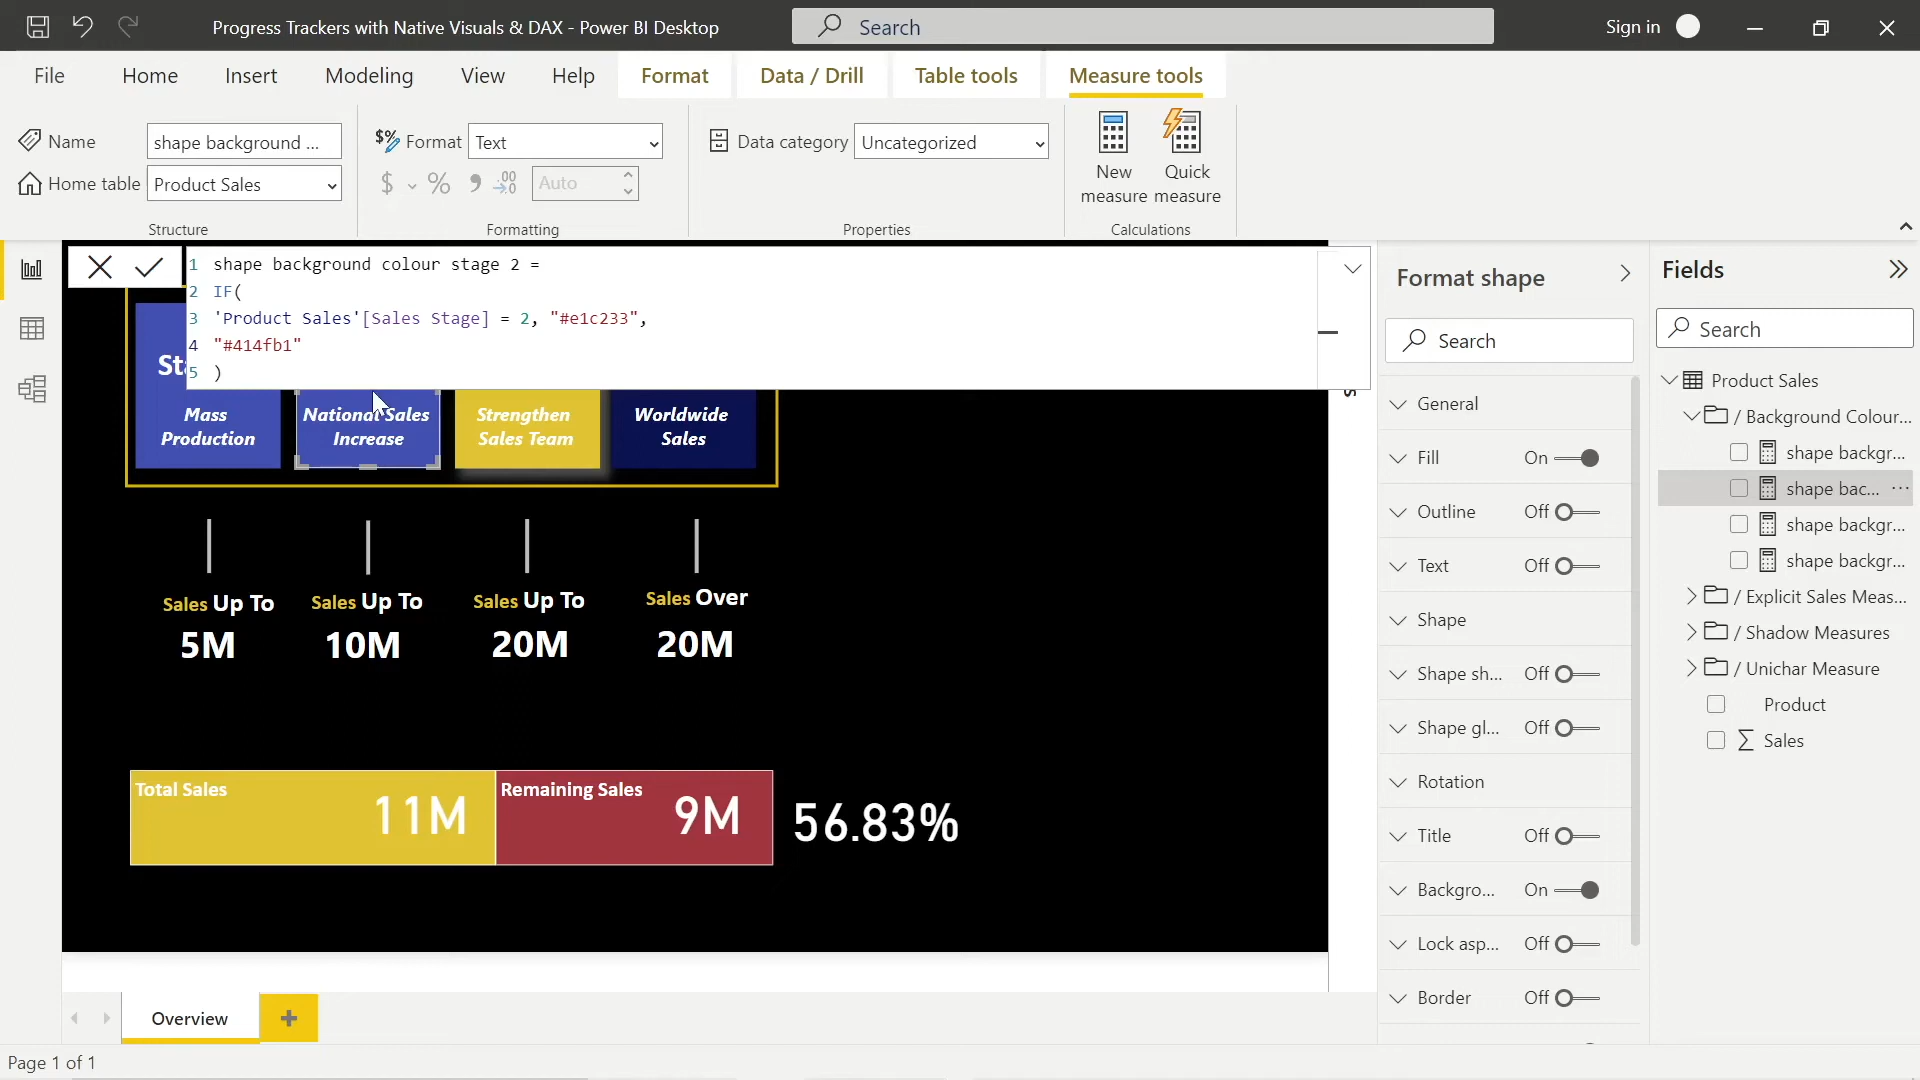 Progress Trackers with Native Visuals & DAX - Power BI Desktop
Search
Sign in
File
Home
Insert
Modeling
View
Help
Format
Data / Drill
Table tools
Measure tools
Name
shape background ...
Home table
Product Sales
Structure
$% Format
Text
$
%
Auto
Formatting
Data category
Uncategorized
Properties
New
measure
Quick
measure
Calculations
1 shape background colour stage 2 =
2 IF(
3 'Product Sales'[Sales Stage] = 2, "#e1c233",
4 "#414fb1"
5 )
Mass
Production
National Sales
Increase
Strengthen
Sales Team
Worldwide
Sales
Sales Up To
5M
Sales Up To
10M
Sales Up To
20M
Sales Over
20M
Total Sales
11M
Remaining Sales
9M
56.83%
Format shape
Search
General
Fill On
Outline Off
Text Off
Shape
Shape sh... Off
Shape gl... Off
Rotation
Title Off
Backgro... On
Lock asp... Off
Border Off
Fields
Search
Product Sales
/ Background Colour...
shape backgr...
shape bac... ...
shape backgr...
shape backgr...
/ Explicit Sales Meas...
/ Shadow Measures
/ Unichar Measure
Product
Σ Sales
Overview
+
Page 1 of 1